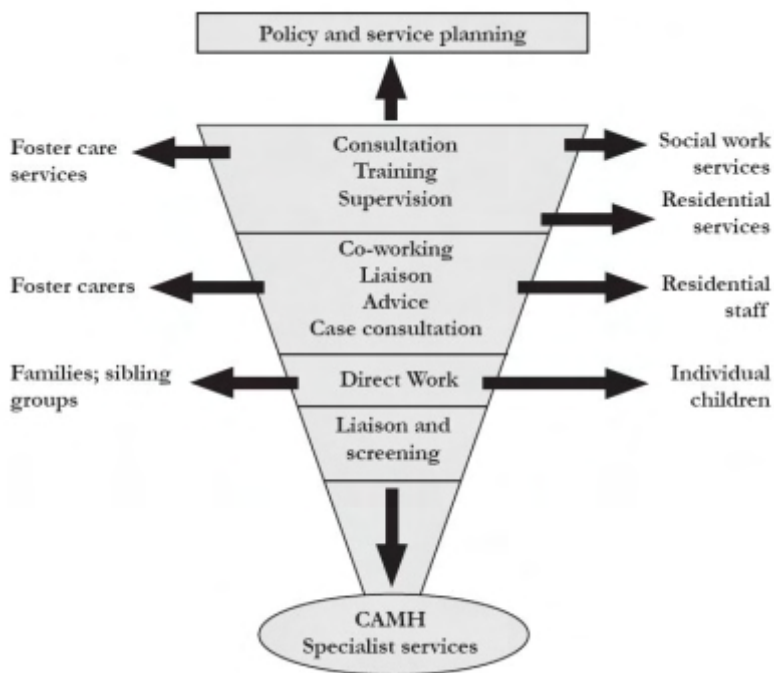 Policy and service planning
Foster care
services
Consultation
Training
Supervision
Social work
services
Residential
services
Foster carers
Co-working
Liaison
Advice
Case consultation
Residential
staff
Families; sibling
groups
Direct Work
Individual
children
Liaison and
screening
CAMH
Specialist services